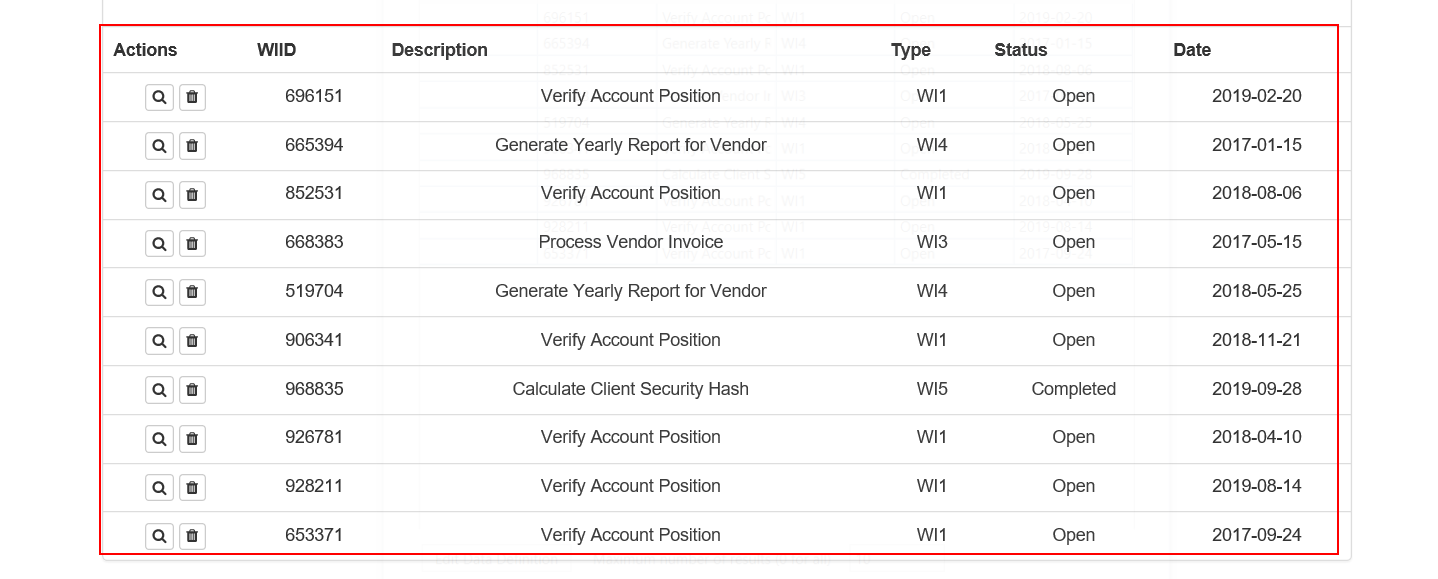 Actions WIID Description Type Status Date
696151 Verify Account Position WI1 Open 2019-02-20
665394 Generate Yearly Report for Vendor WI4 Open 2017-01-15
852531 Verify Account Position WI1 Open 2018-08-06
668383 Process Vendor Invoice WI3 Open 2017-05-15
519704 Generate Yearly Report for Vendor WI4 Open 2018-05-25
906341 Verify Account Position WI1 Open 2018-11-21
968835 Calculate Client Security Hash WI5 Completed 2019-09-28
926781 Verify Account Position WI1 Open 2018-04-10
928211 Verify Account Position WI1 Open 2019-08-14
653371 Verify Account Position WI1 Open 2017-09-24